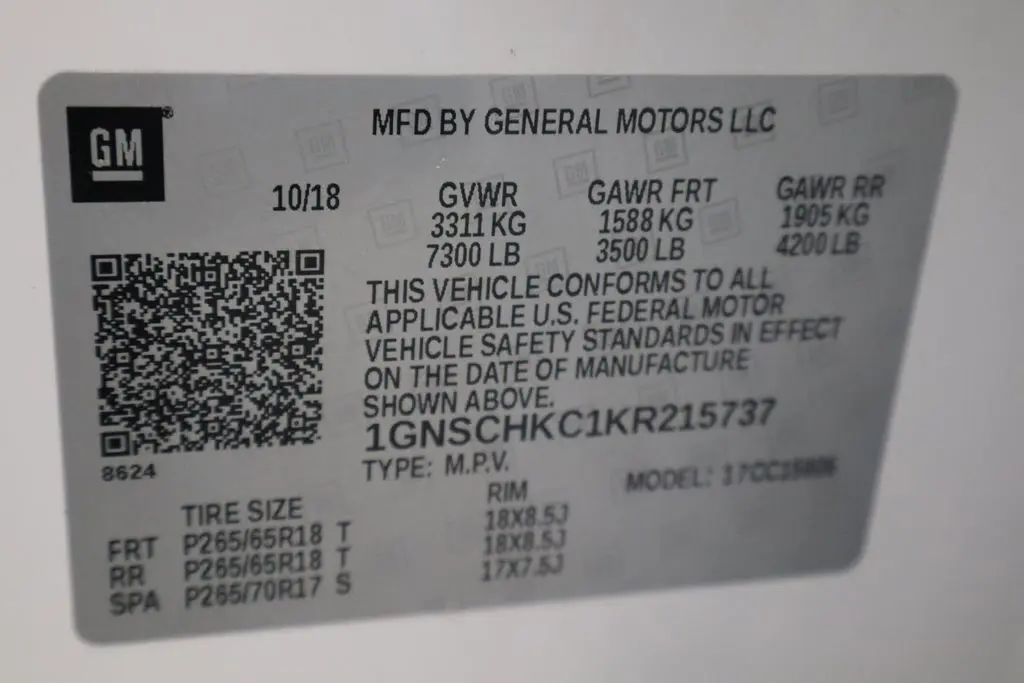 GM®
MFD BY GENERAL MOTORS LLC
10/18
GVWR GAWR FRT GAWR RR
3311 KG 1588 KG 1905 KG
7300 LB 3500 LB 4200 LB
THIS VEHICLE CONFORMS TO ALL
APPLICABLE U.S. FEDERAL MOTOR
VEHICLE SAFETY STANDARDS IN EFFECT
ON THE DATE OF MANUFACTURE
SHOWN ABOVE.
1GNSCHKC1KR215737
8624
TYPE: M.P.V. MODEL:
TIRE SIZE RIM
FRT P265/65R18 T 18X8.5J
RR P265/65R18 T 18X8.5J
SPA P265/70R17 S 17X7.5J